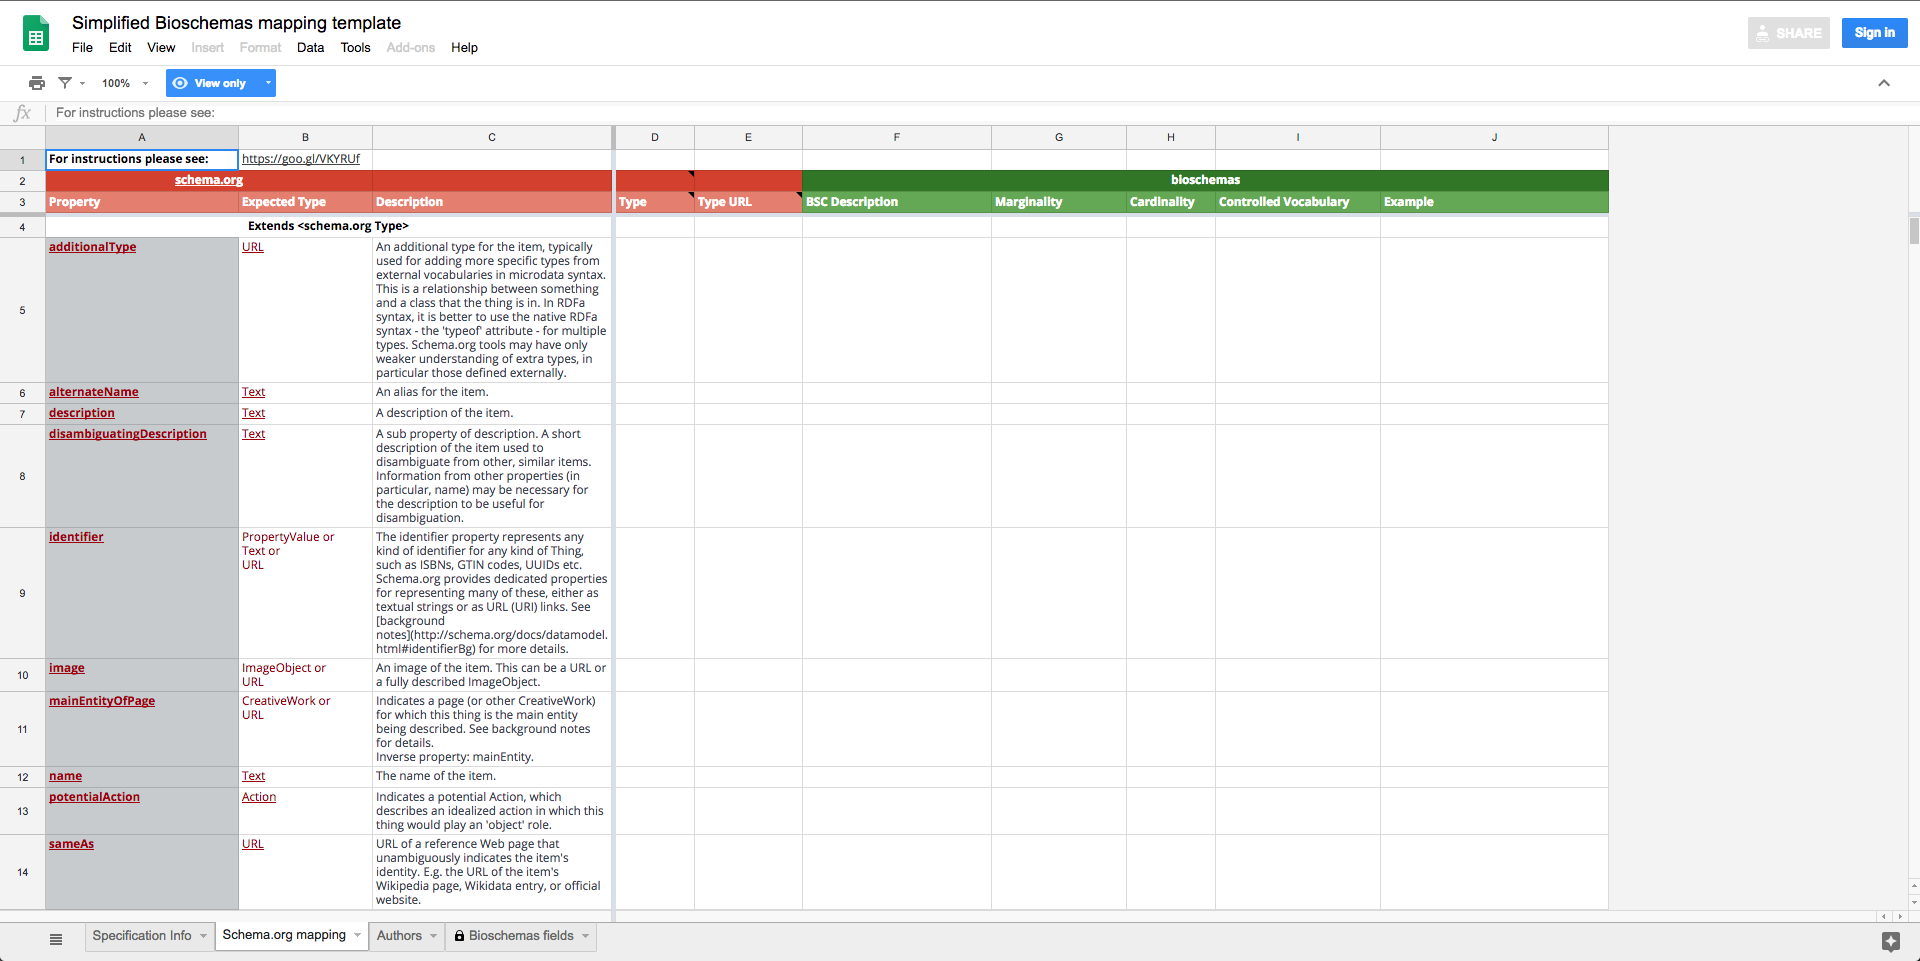 Simplified Bioschemas mapping template
File Edit View Insert Format Data Tools Add-ons Help
SHARE
Sign in
100%
View only
fx
For instructions please see:
A B C D E F G H I J
1 For instructions please see: https://goo.gl/VKYRUf
2 schema.org bioschemas
3 Property Expected Type Description Type Type URL BSC Description Marginality Cardinality Controlled Vocabulary Example
4 Extends <schema.org Type>
5 additionalType URL An additional type for the item, typically
used for adding more specific types from
external vocabularies in microdata syntax.
This is a relationship between something
and a class that the thing is in. In RDFa
syntax, it is better to use the native RDFa
syntax - the 'typeof' attribute - for multiple
types. Schema.org tools may have only
weaker understanding of extra types, in
particular those defined externally.
6 alternateName Text An alias for the item.
7 description Text A description of the item.
8 disambiguatingDescription Text A sub property of description. A short
description of the item used to
disambiguate from other, similar items.
Information from other properties (in
particular, name) may be necessary for
the description to be useful for
disambiguation.
9 identifier PropertyValue or
Text or
URL
The identifier property represents any
kind of identifier for any kind of Thing,
such as ISBNs, GTIN codes, UUIDs etc.
Schema.org provides dedicated properties
for representing many of these, either as
textual strings or as URL (URI) links. See
[background
notes](http://schema.org/docs/datamodel.
html#identifierBg) for more details.
10 image ImageObject or
URL
An image of the item. This can be a URL or
a fully described ImageObject.
11 mainEntityOfPage CreativeWork or
URL
Indicates a page (or other CreativeWork)
for which this thing is the main entity
being described. See background notes
for details.
Inverse property: mainEntity.
12 name Text The name of the item.
13 potentialAction Action Indicates a potential Action, which
describes an idealized action in which this
thing would play an 'object' role.
14 sameAs URL URL of a reference Web page that
unambiguously indicates the item's
identity. E.g. the URL of the item's
Wikipedia page, Wikidata entry, or official
website.
Specification Info Schema.org mapping Authors Bioschemas fields